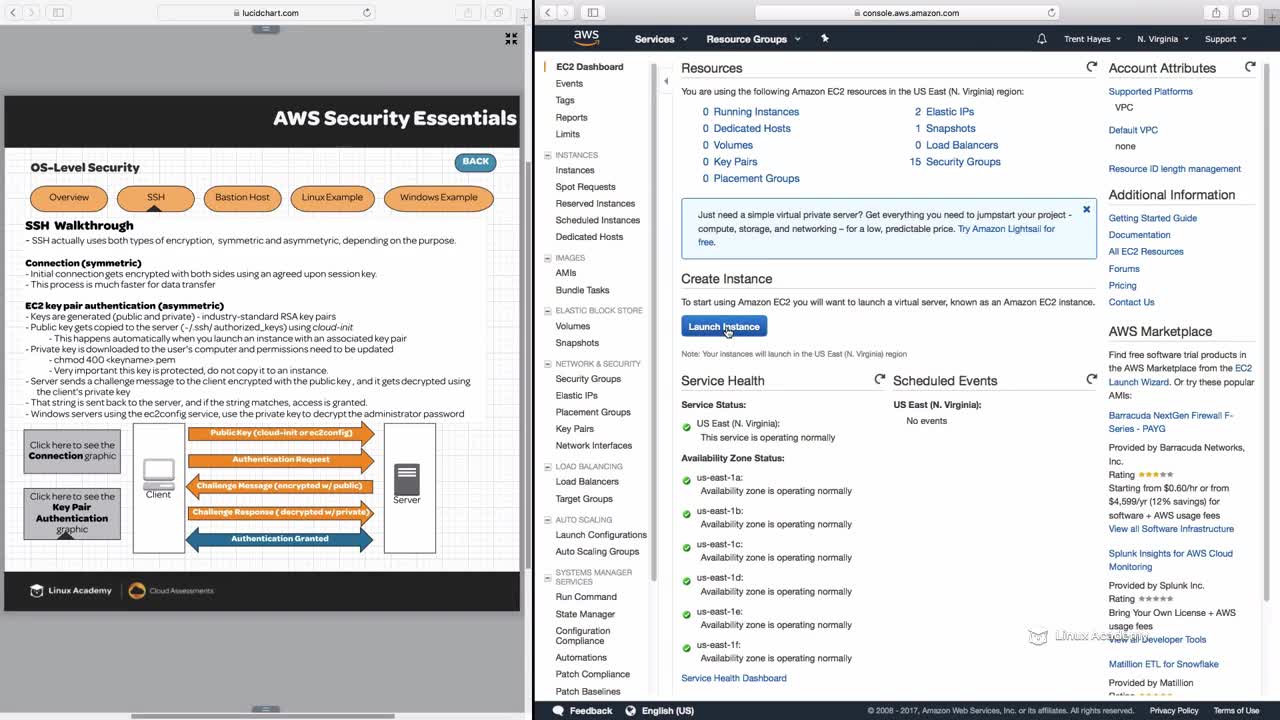 lucidchart.com
AWS Security Essentials
OS-Level Security
BACK
Overview
SSH
Bastion Host
Linux Example
Windows Example
SSH Walkthrough
- SSH actually uses both types of encryption, symmetric and asymmetyric, depending on the purpose.
Connection (symmetric)
- Initial connection gets encrypted with both sides using an agreed upon session key.
- This process is much faster for data transfer
EC2 key pair authentication (asymmetric)
- Keys are generated (public and private) - industry-standard RSA key pairs
- Public key gets copied to the server (~/.ssh/ authorized_keys) using cloud-init
- This happens automatically when you launch an instance with an associated key pair
- Private key is downloaded to the user's computer and permissions need to be updated
- chmod 400 <keyname>.pem
- Very important this key is protected, do not copy it to an instance.
- Server sends a challenge message to the client encrypted with the public key , and it gets decrypted using
the client's private key
- That string is sent back to the server, and if the string matches, access is granted.
- Windows servers using the ec2config service, use the private key to decrypt the administrator password
Click here to see the
Connection graphic
Click here to see the
Key Pair
Authentication
graphic
Client
Public Key (cloud-init or ec2config)
Authentication Request
Challenge Message (encrypted w/ public)
Challenge Response ( decrypted w/ private)
Authentication Granted
Server
Linux Academy
Cloud Assessments
console.aws.amazon.com
aws
Services
Resource Groups
Trent Hayes
N. Virginia
Support
EC2 Dashboard
Events
Tags
Reports
Limits
INSTANCES
Instances
Spot Requests
Reserved Instances
Scheduled Instances
Dedicated Hosts
IMAGES
AMIs
Bundle Tasks
ELASTIC BLOCK STORE
Volumes
Snapshots
NETWORK & SECURITY
Security Groups
Elastic IPs
Placement Groups
Key Pairs
Network Interfaces
LOAD BALANCING
Load Balancers
Target Groups
AUTO SCALING
Launch Configurations
Auto Scaling Groups
SYSTEMS MANAGER
SERVICES
Run Command
State Manager
Configuration
Compliance
Automations
Patch Compliance
Patch Baselines
Resources
You are using the following Amazon EC2 resources in the US East (N. Virginia) region:
0 Running Instances
2 Elastic IPs
0 Dedicated Hosts
1 Snapshots
0 Volumes
0 Load Balancers
0 Key Pairs
15 Security Groups
0 Placement Groups
Just need a simple virtual private server? Get everything you need to jumpstart your project -
compute, storage, and networking – for a low, predictable price. Try Amazon Lightsail for
free.
Create Instance
To start using Amazon EC2 you will want to launch a virtual server, known as an Amazon EC2 instance.
Launch Instance
Note: Your instances will launch in the US East (N. Virginia) region
Service Health
Service Status:
US East (N. Virginia):
This service is operating normally
Availability Zone Status:
us-east-1a:
Availability zone is operating normally
us-east-1b:
Availability zone is operating normally
us-east-1c:
Availability zone is operating normally
us-east-1d:
Availability zone is operating normally
us-east-1e:
Availability zone is operating normally
us-east-1f:
Availability zone is operating normally
Service Health Dashboard
Scheduled Events
US East (N. Virginia):
No events
Account Attributes
Supported Platforms
VPC
Default VPC
none
Resource ID length management
Additional Information
Getting Started Guide
Documentation
All EC2 Resources
Forums
Pricing
Contact Us
AWS Marketplace
Find free software trial products in
the AWS Marketplace from the EC2
Launch Wizard. Or try these popular
AMIs:
Barracuda NextGen Firewall F-
Series - PAYG
Provided by Barracuda Networks,
Inc.
Rating
Starting from $0.60/hr or from
$4,599/yr (12% savings) for
software + AWS usage fees
View all Software Infrastructure
Splunk Insights for AWS Cloud
Monitoring
Provided by Splunk Inc.
Rating
Bring Your Own License + AWS
usage fees
View all Developer Tools
Matillion ETL for Snowflake
Provided by Matillion
Rating
Linux Academy
Feedback
English (US)
© 2008 - 2017, Amazon Web Services, Inc. or its affiliates. All rights reserved.
Privacy Policy
Terms of Use